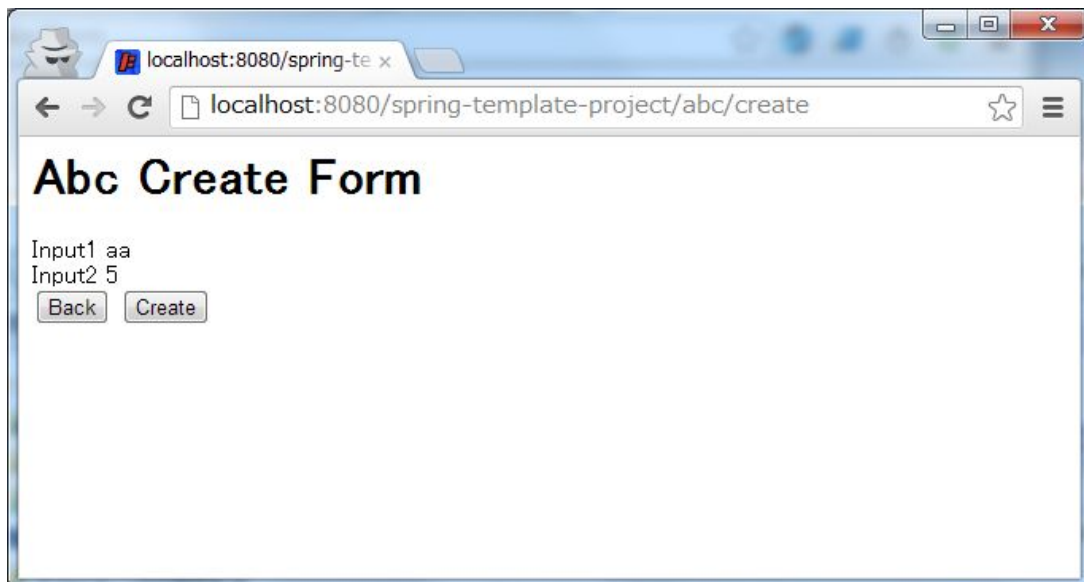 localhost:8080/spring-te
localhost:8080/spring-template-project/abc/create
Abc Create Form
Input1 aa
Input2 5
Back Create